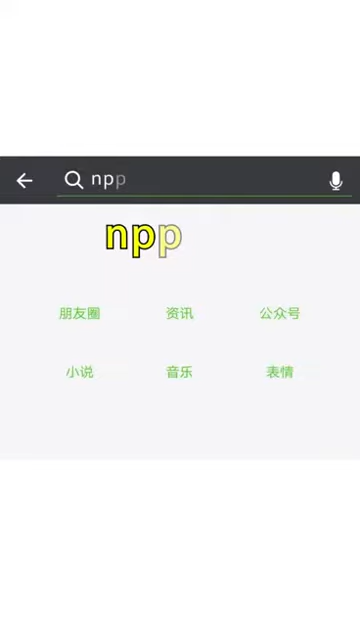 npp
npp
朋友圈 资讯 公众号
小说 音乐 表情